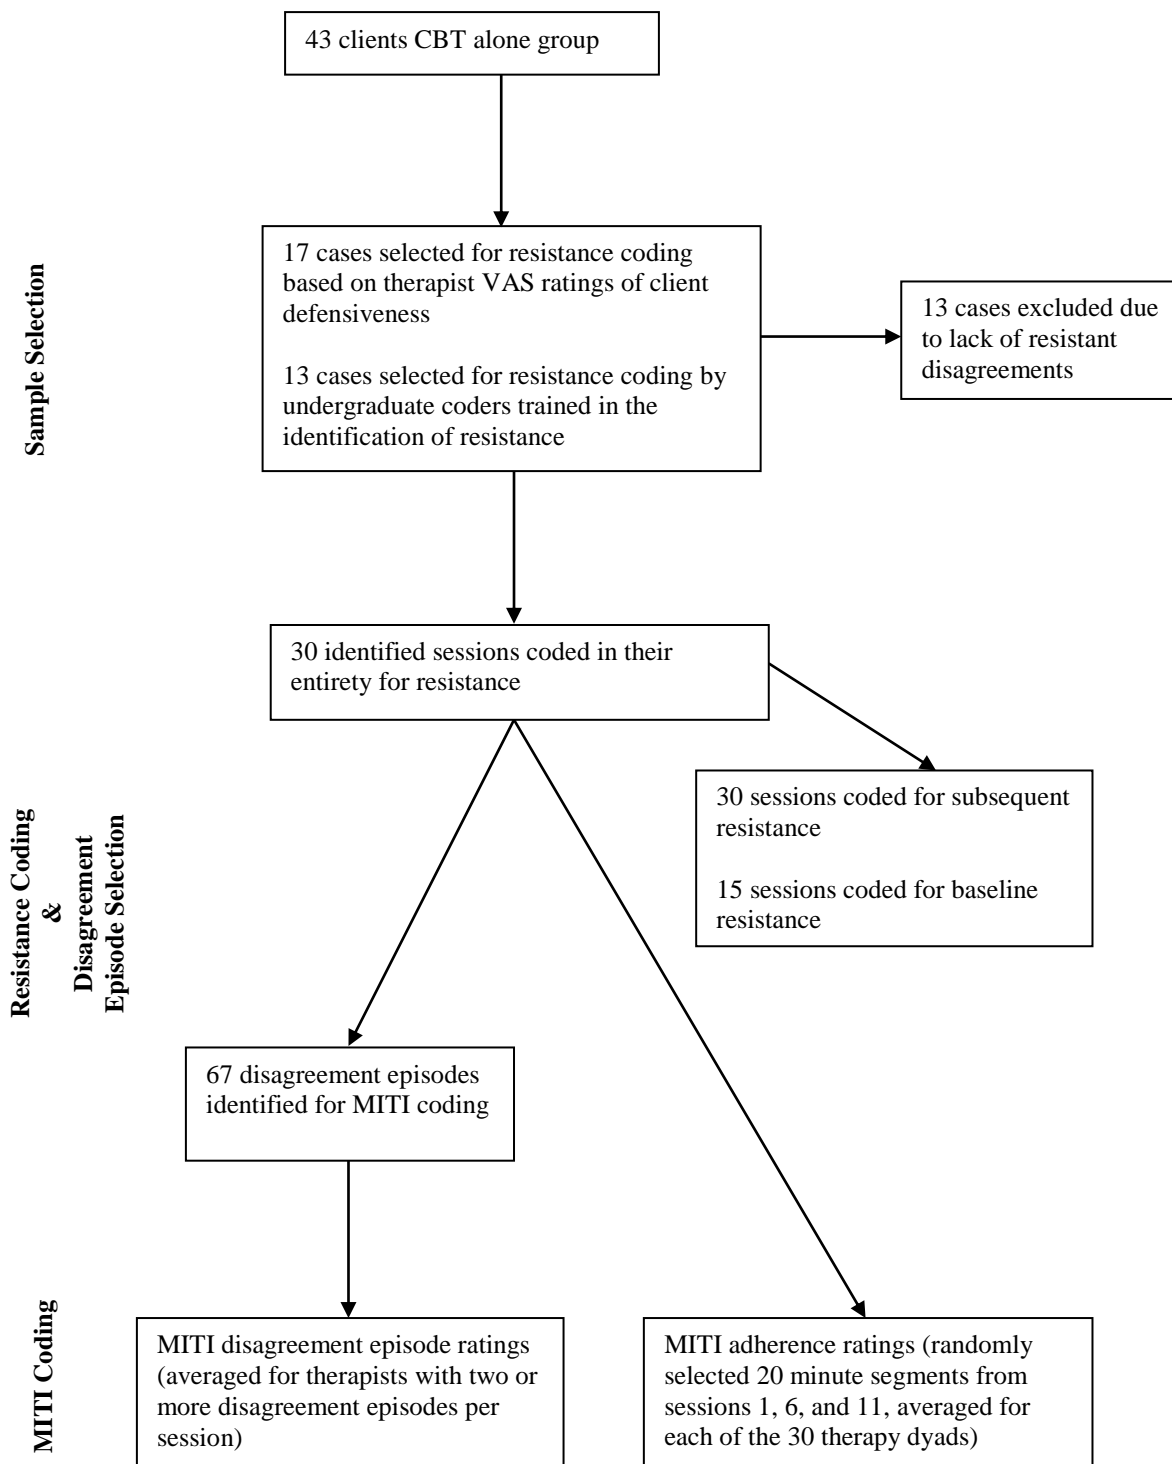 43 clients CBT alone group
Sample Selection
17 cases selected for resistance coding
based on therapist VAS ratings of client
defensiveness
13 cases selected for resistance coding by
undergraduate coders trained in the
identification of resistance
13 cases excluded due
to lack of resistant
disagreements
30 identified sessions coded in their
entirety for resistance
Resistance Coding
&
Disagreement
Episode Selection
30 sessions coded for subsequent
resistance
15 sessions coded for baseline
resistance
67 disagreement episodes
identified for MITI coding
MITI Coding
MITI disagreement episode ratings
(averaged for therapists with two or
more disagreement episodes per
session)
MITI adherence ratings (randomly
selected 20 minute segments from
sessions 1, 6, and 11, averaged for
each of the 30 therapy dyads)